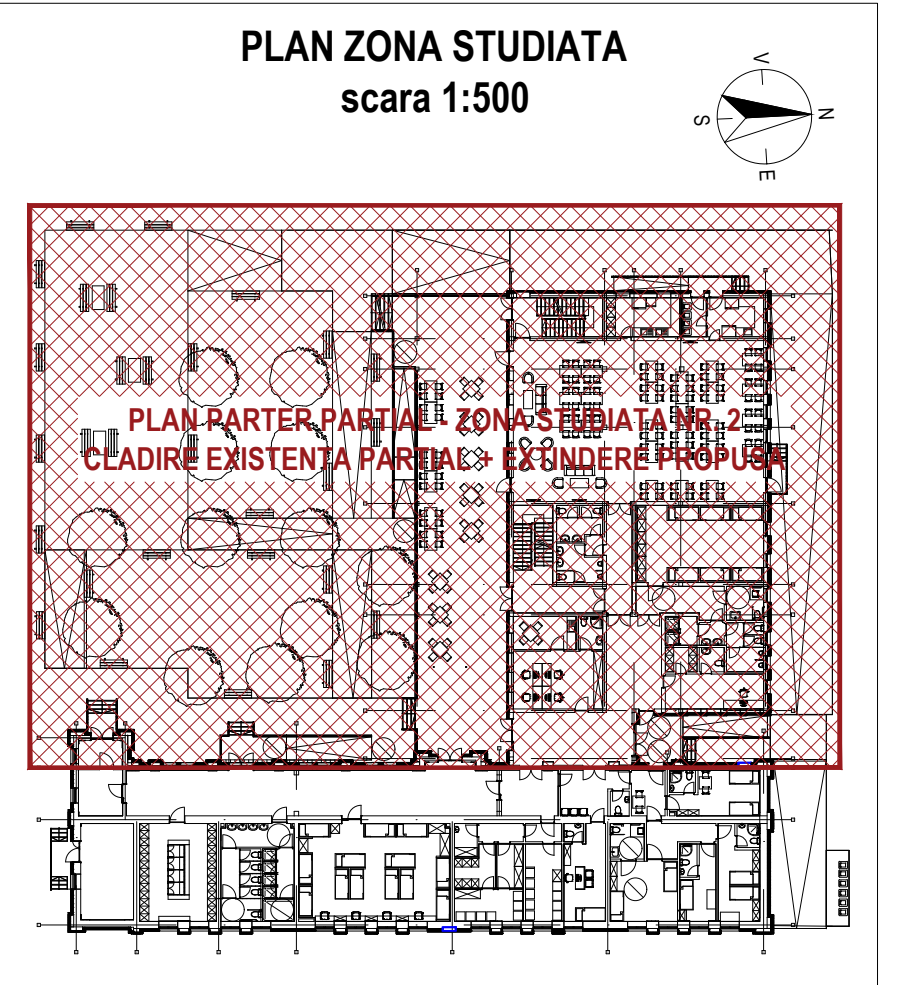 PLAN ZONA STUDIATA
scara 1:500
V
S
N
E
PLAN PARTER PARTIAL - ZONA STUDIATA NR. 2
CLADIRE EXISTENTA PARTIAL + EXTINDERE PROPUSA